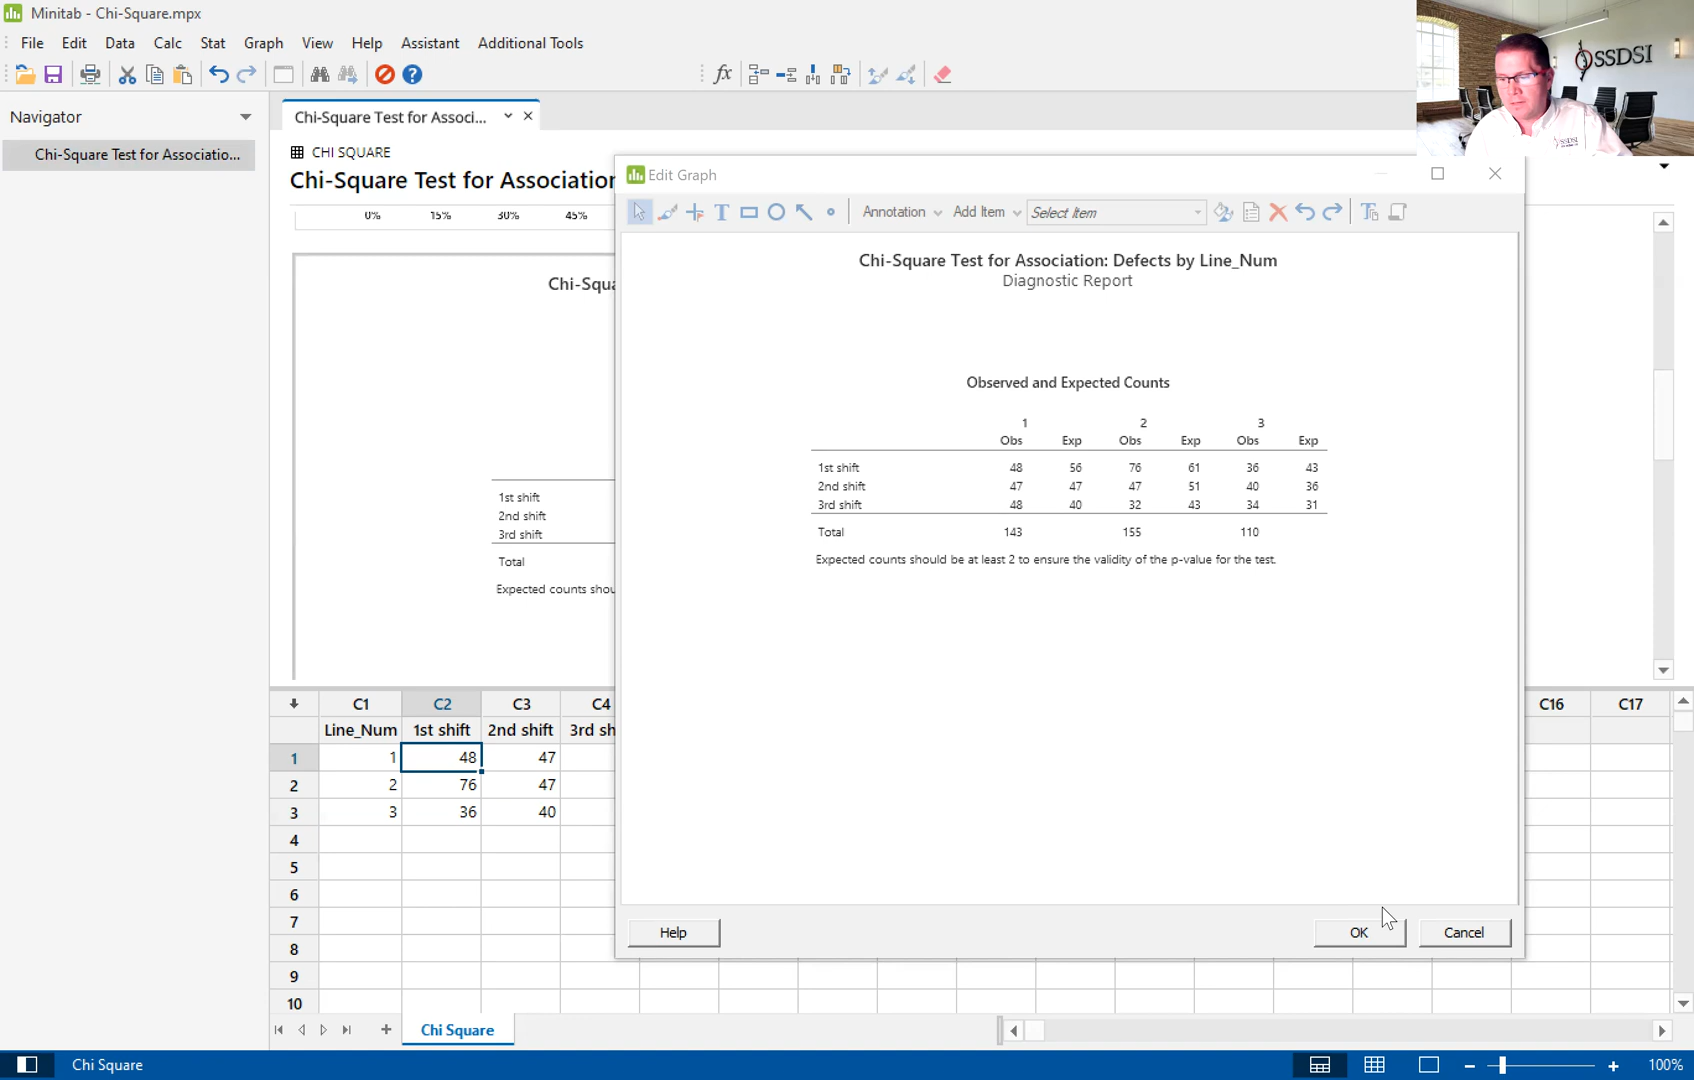 Minitab - Chi-Square.mpx
File Edit Data Calc Stat Graph View Help Assistant Additional Tools
SSDSI
SSDSI
Navigator
Chi-Square Test for Associatio...
Chi-Square Test for Associ...
CHI SQUARE
Chi-Square Test for Association
0% 15% 30% 45%
Chi-Squa
1st shift
2nd shift
3rd shift
Total
Expected counts shou
Edit Graph
Annotation Add Item Select Item
Chi-Square Test for Association: Defects by Line_Num
Diagnostic Report
Observed and Expected Counts
1 2 3
Obs Exp Obs Exp Obs Exp
1st shift 48 56 76 61 36 43
2nd shift 47 47 47 51 40 36
3rd shift 48 40 32 43 34 31
Total 143 155 110
Expected counts should be at least 2 to ensure the validity of the p-value for the test.
Help OK Cancel
C1 C2 C3 C4 C16 C17
Line_Num 1st shift 2nd shift 3rd sh
1 1 48 47
2 2 76 47
3 3 36 40
4
5
6
7
8
9
10
Chi Square
Chi Square
100%